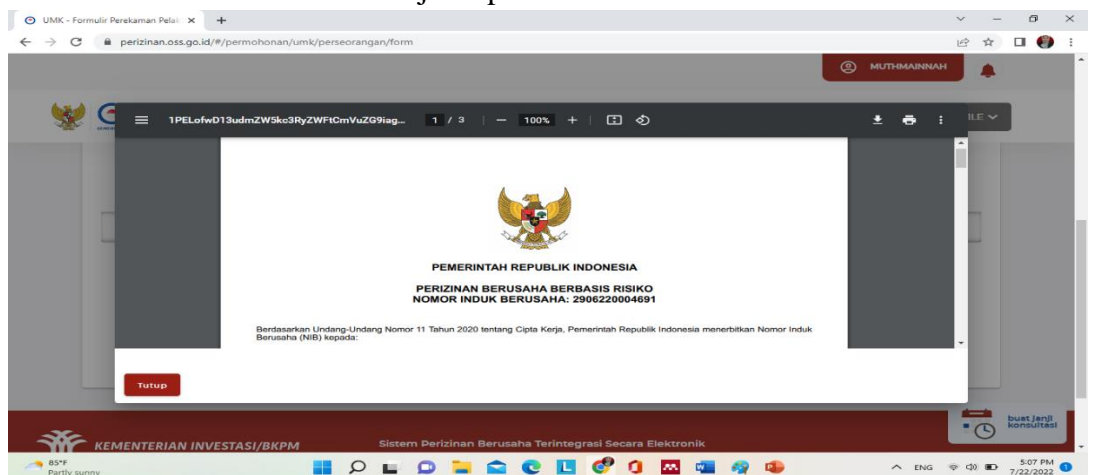 UMK - Formulir Perekaman Pela
perizinan.oss.go.id/#/permohonan/umk/perseorangan/form
MUTHMAINNAH
1PELofwD13udmZW5kc3RyZWFtCmVuZG9iag... 1 / 3 100%
PEMERINTAH REPUBLIK INDONESIA
PERIZINAN BERUSAHA BERBASIS RISIKO
NOMOR INDUK BERUSAHA: 2906220004691
Berdasarkan Undang-Undang Nomor 11 Tahun 2020 tentang Cipta Kerja, Pemerintah Republik Indonesia menerbitkan Nomor Induk
Berusaha (NIB) kepada:
Tutup
buat janji
konsultasi
KEMENTERIAN INVESTASI/BKPM
Sistem Perizinan Berusaha Terintegrasi Secara Elektronik
85°F
Partly sunny
ENG
5:07 PM
7/22/2022